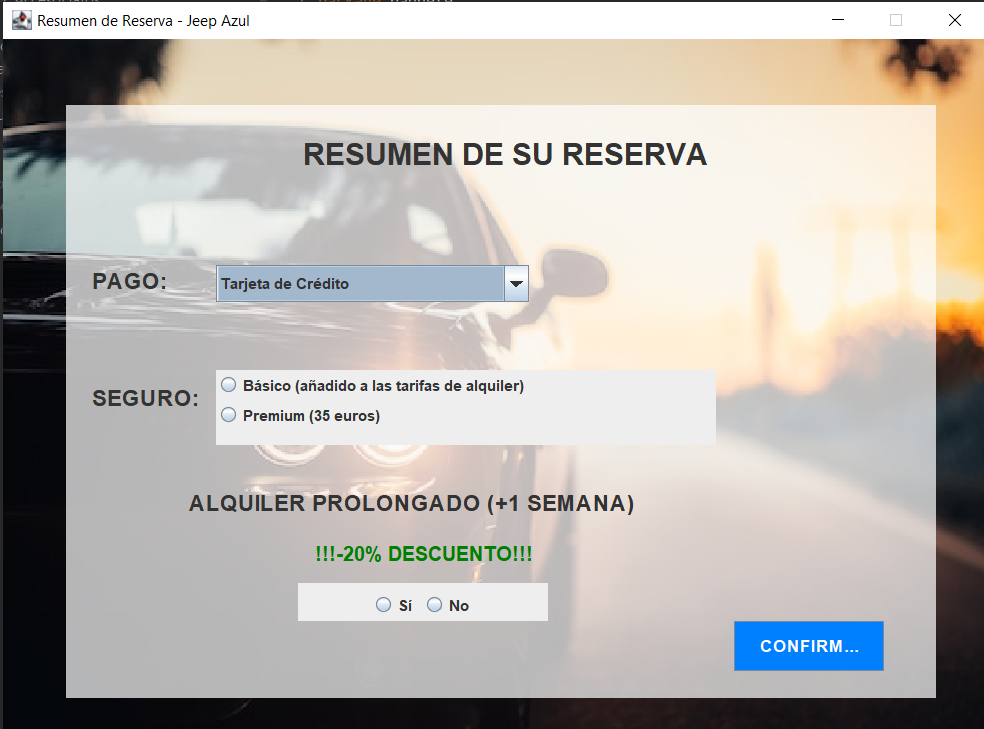 Resumen de Reserva - Jeep Azul
RESUMEN DE SU RESERVA
PAGO:
Tarjeta de Crédito
SEGURO:
Básico (añadido a las tarifas de alquiler)
Premium (35 euros)
ALQUILER PROLONGADO (+1 SEMANA)
!!!-20% DESCUENTO!!!
Sí No
CONFIRM...